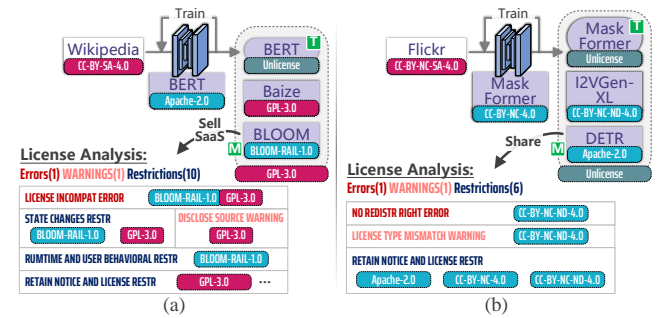 Train
Wikipedia
CC-BY-SA-4.0
BERT
Apache-2.0
BERT
T
Unlicense
Baize
GPL-3.0
BLOOM
BLOOM-RAIL-1.0
M
GPL-3.0
Sell
SaaS
License Analysis:
Errors(1) WARNINGS(1) Restrictions(10)
LICENSE INCOMPAT ERROR BLOOM-RAIL-1.0 GPL-3.0
STATE CHANGES RESTR
BLOOM-RAIL-1.0 GPL-3.0
DISCLOSE SOURCE WARNING
GPL-3.0
RUMTIME AND USER BEHAVIORAL RESTR BLOOM-RAIL-1.0
RETAIN NOTICE AND LICENSE RESTR GPL-3.0 ...
(a)
Train
Flickr
CC-BY-NC-SA-4.0
Mask
Former
CC-BY-NC-4.0
Mask
Former
T
Unlicense
I2VGen-
XL
CC-BY-NC-ND-4.0
DETR
Apache-2.0
M
Unlicense
Share
License Analysis:
Errors(1) WARNINGS(1) Restrictions(6)
NO REDISTR RIGHT ERROR CC-BY-NC-ND-4.0
LICENSE TYPE MISMATCH WARNING CC-BY-NC-ND-4.0
RETAIN NOTICE AND LICENSE RESTR
Apache-2.0 CC-BY-NC-4.0 CC-BY-NC-ND-4.0
(b)